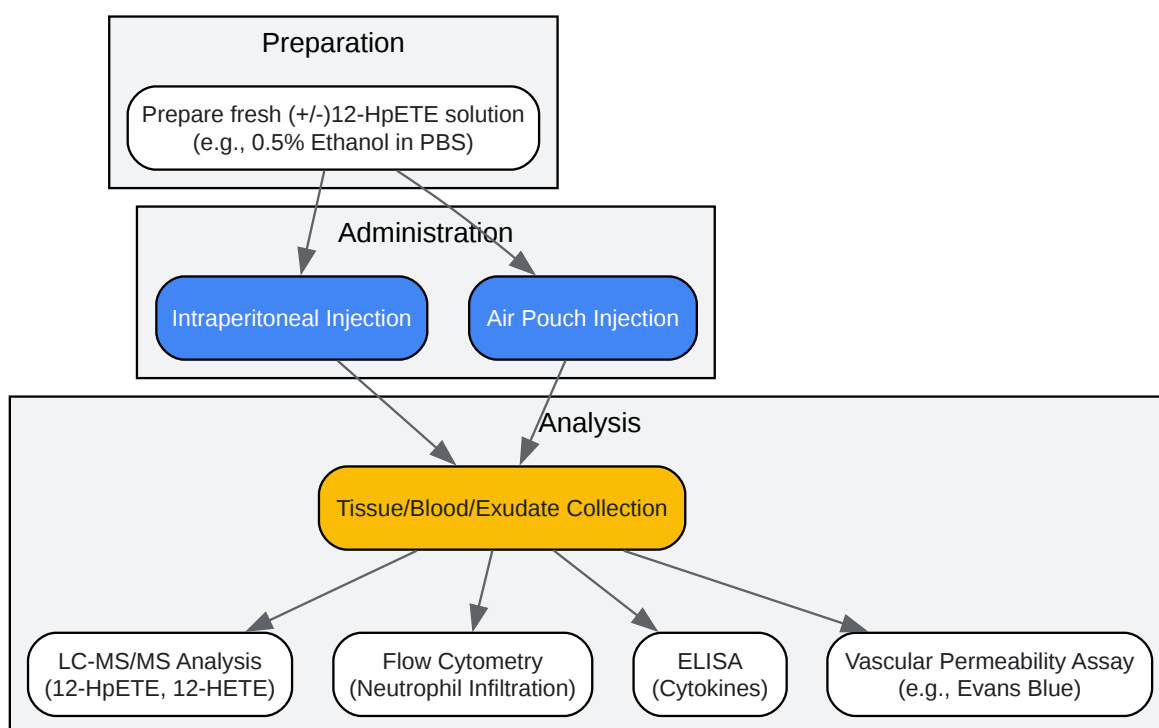 Preparation
Prepare fresh (+/-)12-HpETE solution
(e.g., 0.5% Ethanol in PBS)
Administration
Intraperitoneal Injection
Air Pouch Injection
Analysis
Tissue/Blood/Exudate Collection
LC-MS/MS Analysis
(12-HpETE, 12-HETE)
Flow Cytometry
(Neutrophil Infiltration)
ELISA
(Cytokines)
Vascular Permeability Assay
(e.g., Evans Blue)